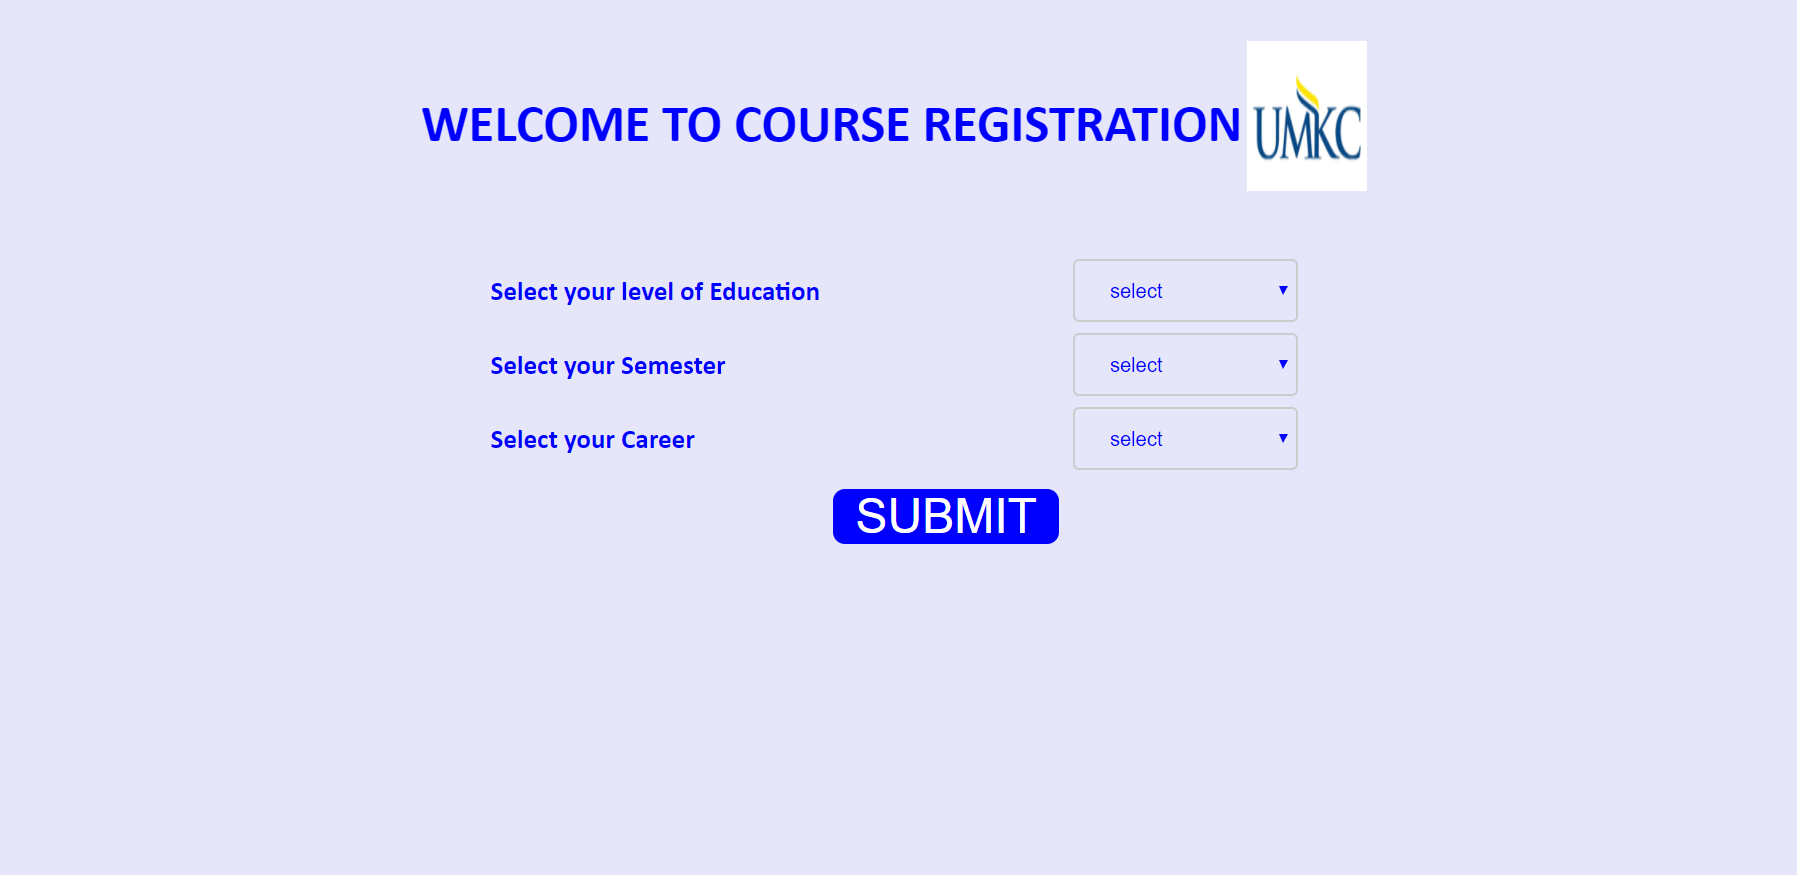 WELCOME TO COURSE REGISTRATION
UMKC
Select your level of Education
select
Select your Semester
select
Select your Career
select
SUBMIT